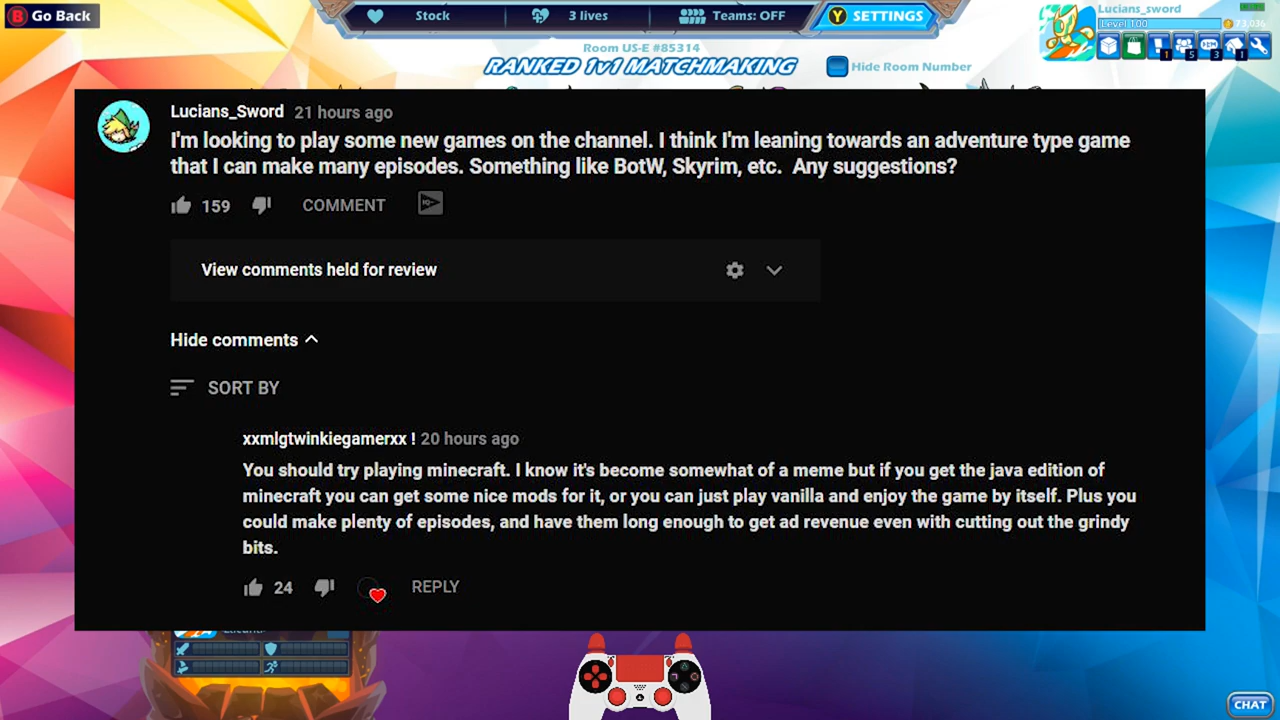 B Go Back
Stock
3 lives
Teams: OFF
Y SETTINGS
Lucians_sword
Level 100
73,036
1 5 3 1
Room US-E #85314
RANKED 1v1 MATCHMAKING
Hide Room Number
Lucians_Sword 21 hours ago
I'm looking to play some new games on the channel. I think I'm leaning towards an adventure type game
that I can make many episodes. Something like BotW, Skyrim, etc. Any suggestions?
159 COMMENT
View comments held for review
Hide comments
SORT BY
xxmlgtwinkiegamerxx ! 20 hours ago
You should try playing minecraft. I know it's become somewhat of a meme but if you get the java edition of
minecraft you can get some nice mods for it, or you can just play vanilla and enjoy the game by itself. Plus you
could make plenty of episodes, and have them long enough to get ad revenue even with cutting out the grindy
bits.
24 REPLY
CHAT